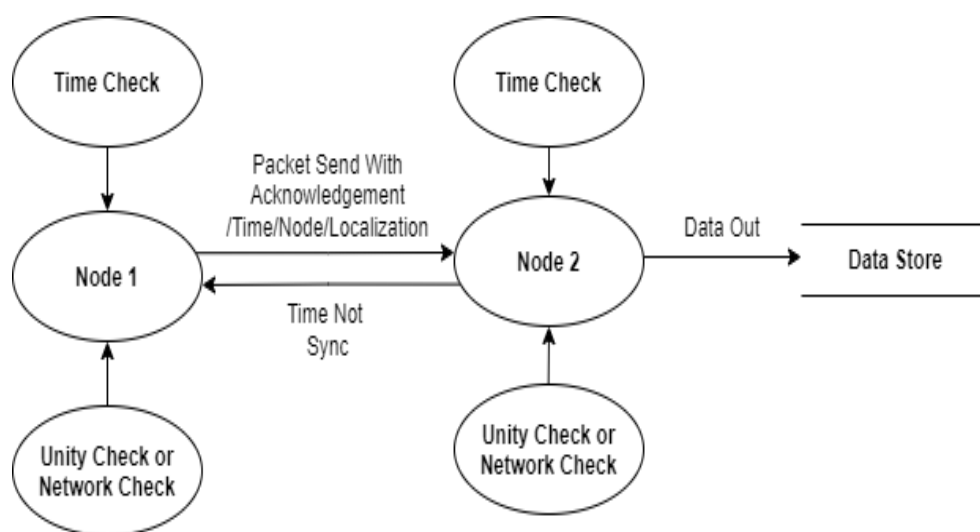 Time Check
Time Check
Packet Send With
Acknowledgement
/Time/Node/Localization
Data Out
Node 1
Node 2
Data Store
Time Not
Sync
Unity Check or
Network Check
Unity Check or
Network Check